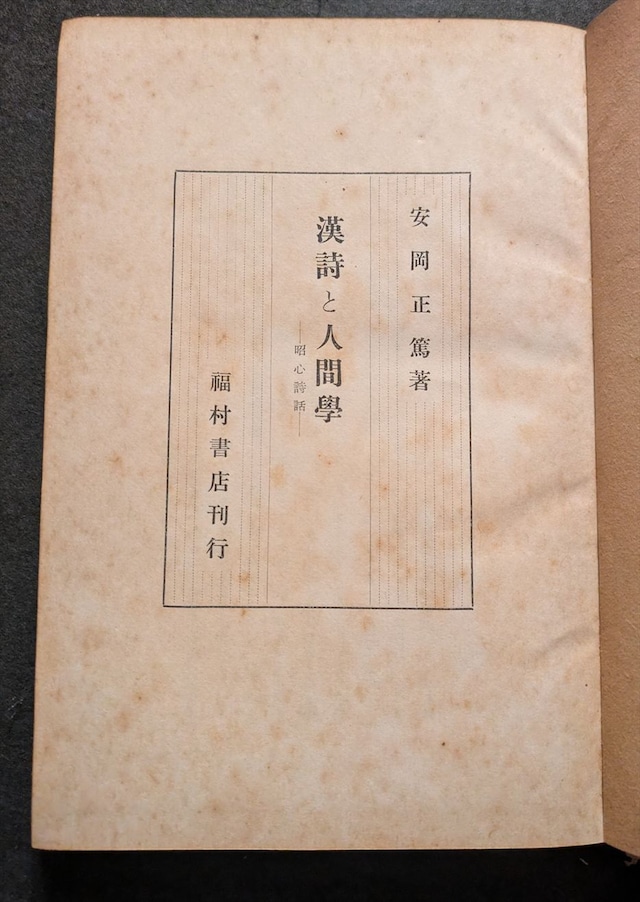 安岡正篤著
漢詩と人間學
―昭心詩話―
福村書店刊行